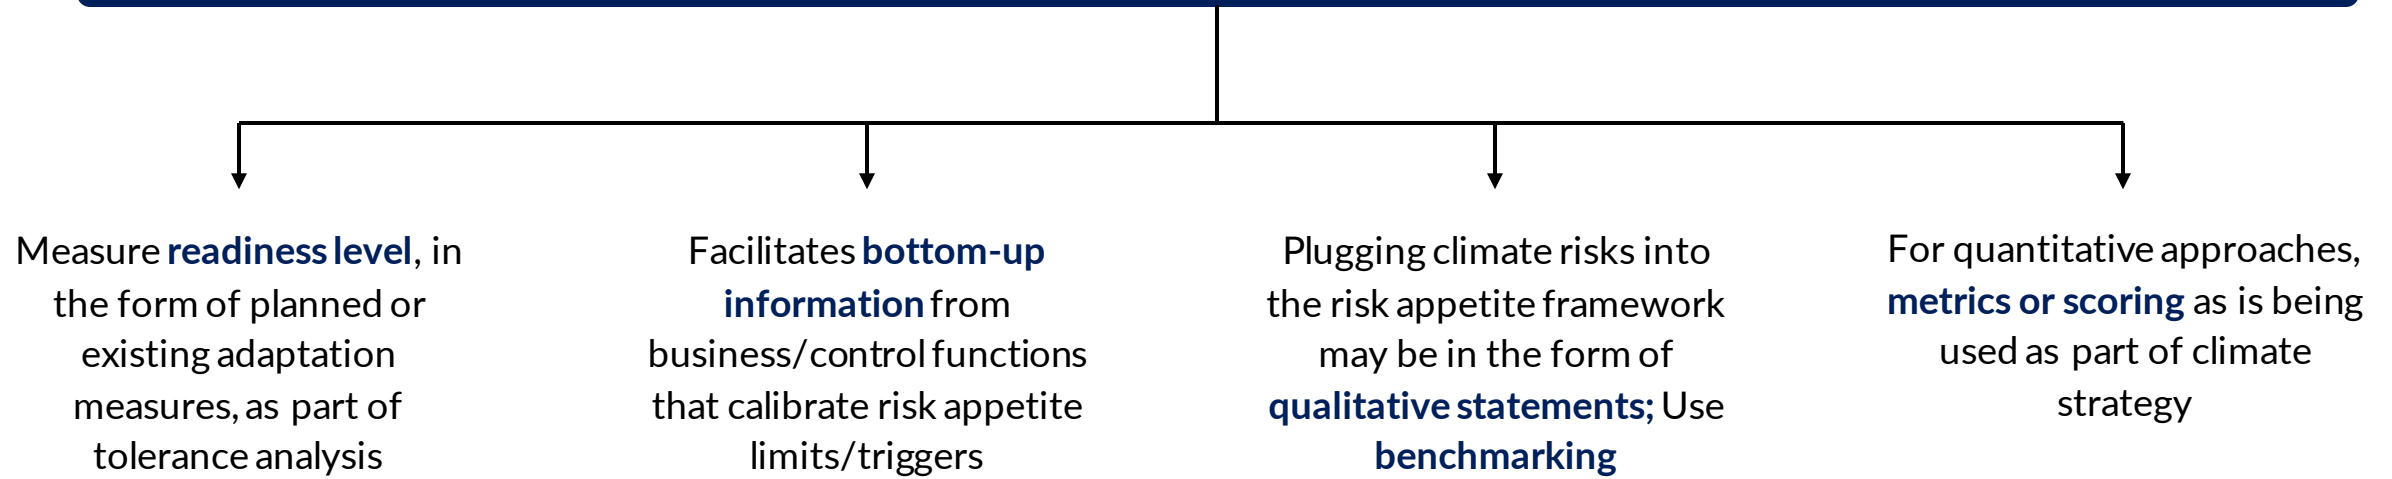 Measure readiness level, in
the form of planned or
existing adaptation
measures, as part of
tolerance analysis
Facilitates bottom-up
information from
business/control functions
that calibrate risk appetite
limits/triggers
Plugging climate risks into
the risk appetite framework
may be in the form of
qualitative statements; Use
benchmarking
For quantitative approaches,
metrics or scoring as is being
used as part of climate
strategy